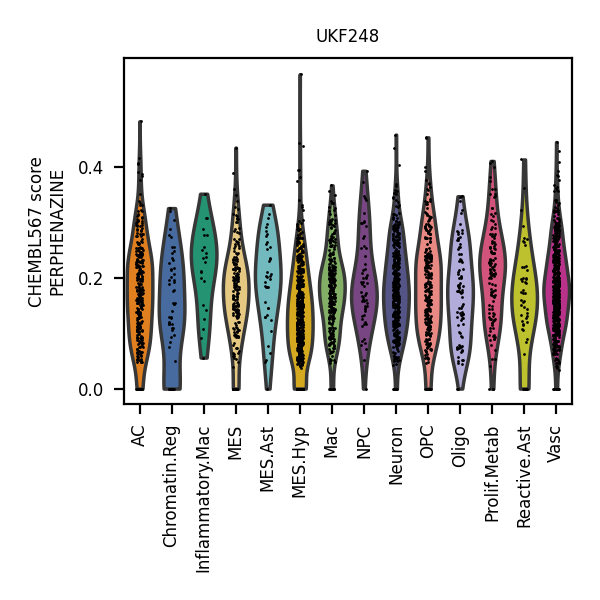 UKF248
CHEMBL567 score
PERPHENAZINE
0.4
0.2
0.0
AC
Chromatin.Reg
Inflammatory.Mac
MES
MES.Ast
MES.Hyp
Mac
NPC
Neuron
OPC
Oligo
Prolif.Metab
Reactive.Ast
Vasc